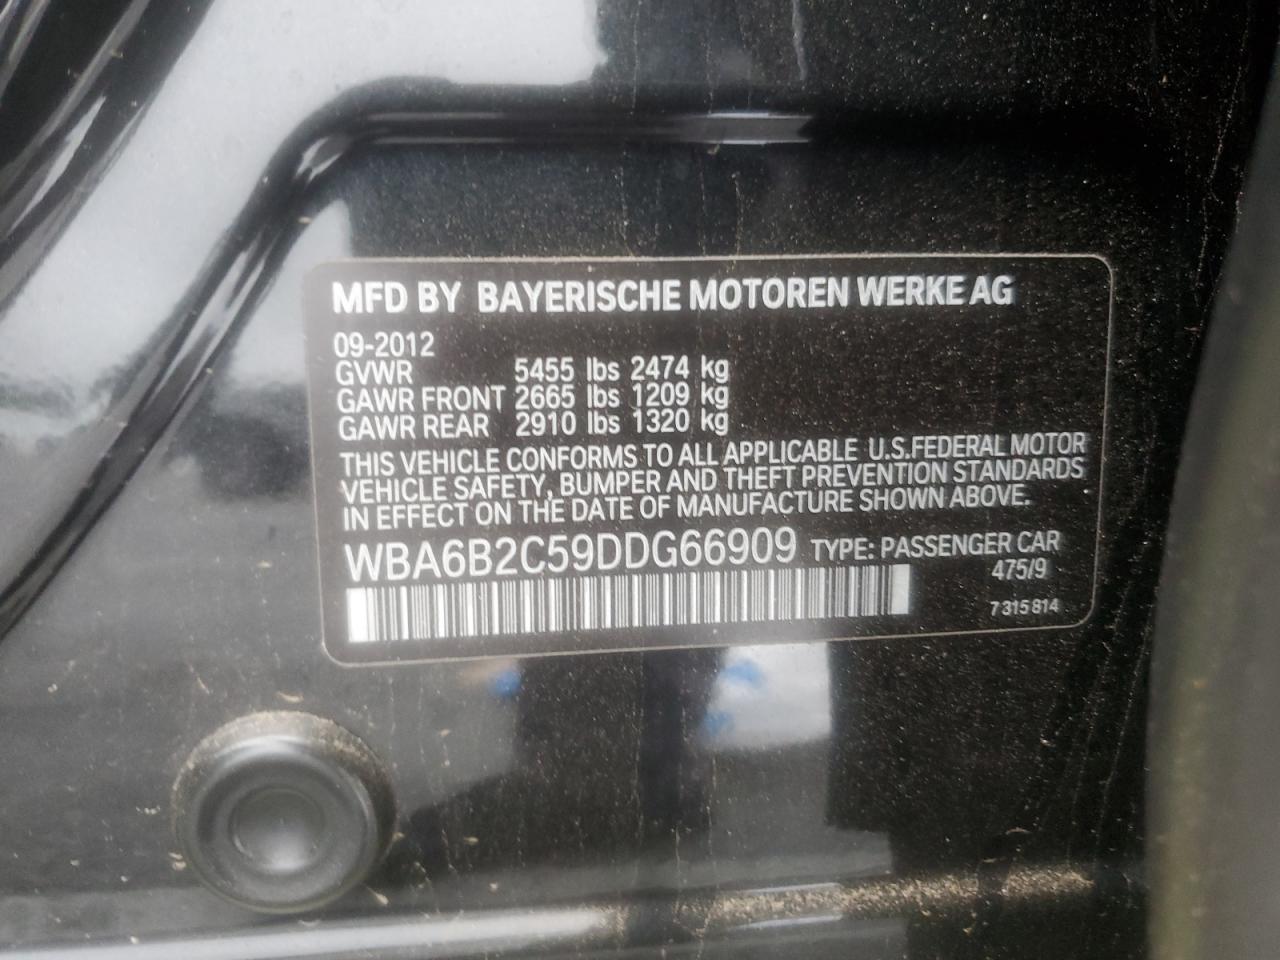 MFD BY BAYERISCHE MOTOREN WERKE AG
09-2012
GVWR 5455 lbs 2474 kg
GAWR FRONT 2665 lbs 1209 kg
GAWR REAR 2910 lbs 1320 kg
THIS VEHICLE CONFORMS TO ALL APPLICABLE U.S.FEDERAL MOTOR
VEHICLE SAFETY, BUMPER AND THEFT PREVENTION STANDARDS
IN EFFECT ON THE DATE OF MANUFACTURE SHOWN ABOVE.
WBA6B2C59DDG66909 TYPE: PASSENGER CAR
475/9
7 315 814